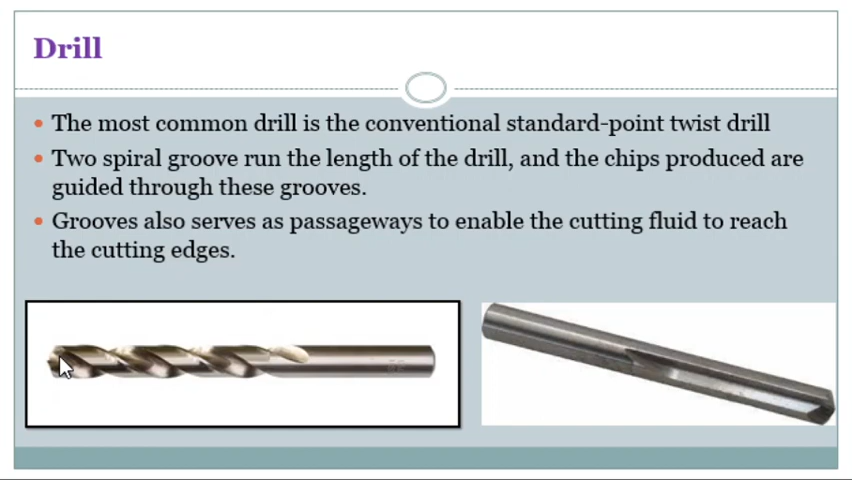 Drill
The most common drill is the conventional standard-point twist drill
Two spiral groove run the length of the drill, and the chips produced are
guided through these grooves.
Grooves also serves as passageways to enable the cutting fluid to reach
the cutting edges.